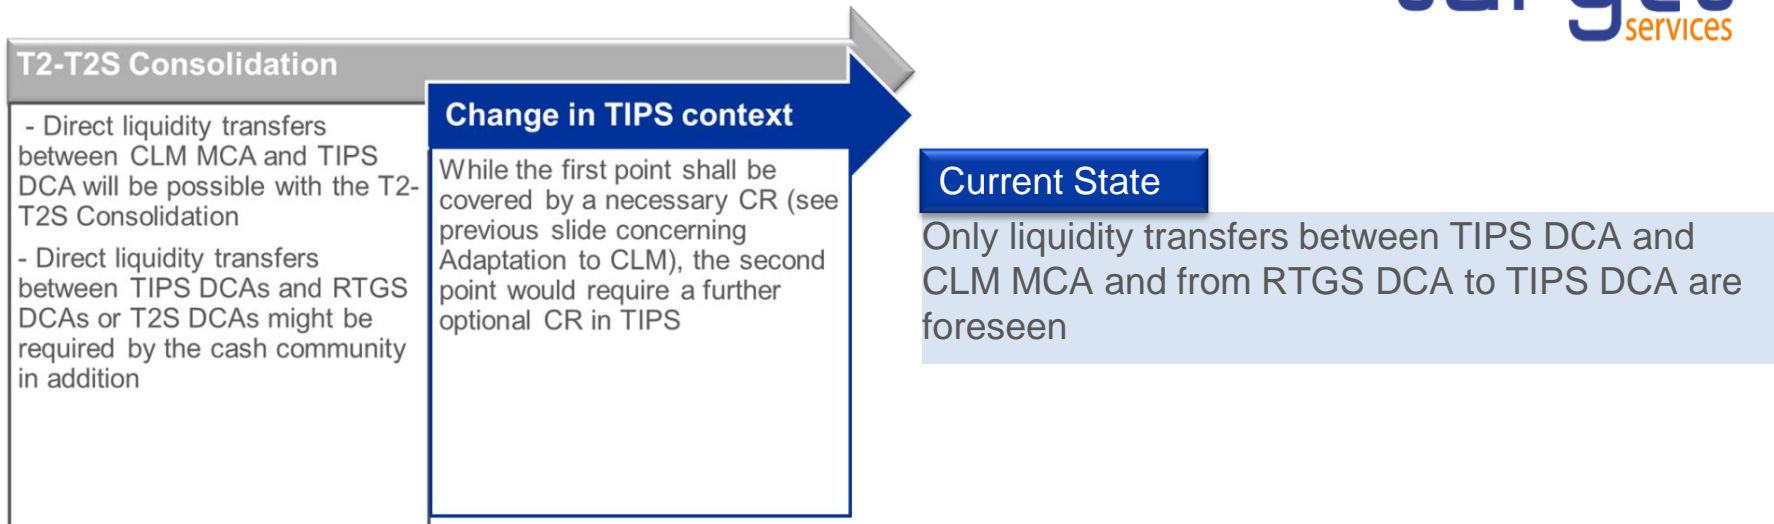 services
T2-T2S Consolidation
- Direct liquidity transfers
between CLM MCA and TIPS
DCA will be possible with the T2-
T2S Consolidation
- Direct liquidity transfers
between TIPS DCAs and RTGS
DCAs or T2S DCAs might be
required by the cash community
in addition
Change in TIPS context
While the first point shall be
covered by a necessary CR (see
previous slide concerning
Adaptation to CLM), the second
point would require a further
optional CR in TIPS
Current State
Only liquidity transfers between TIPS DCA and
CLM MCA and from RTGS DCA to TIPS DCA are
foreseen